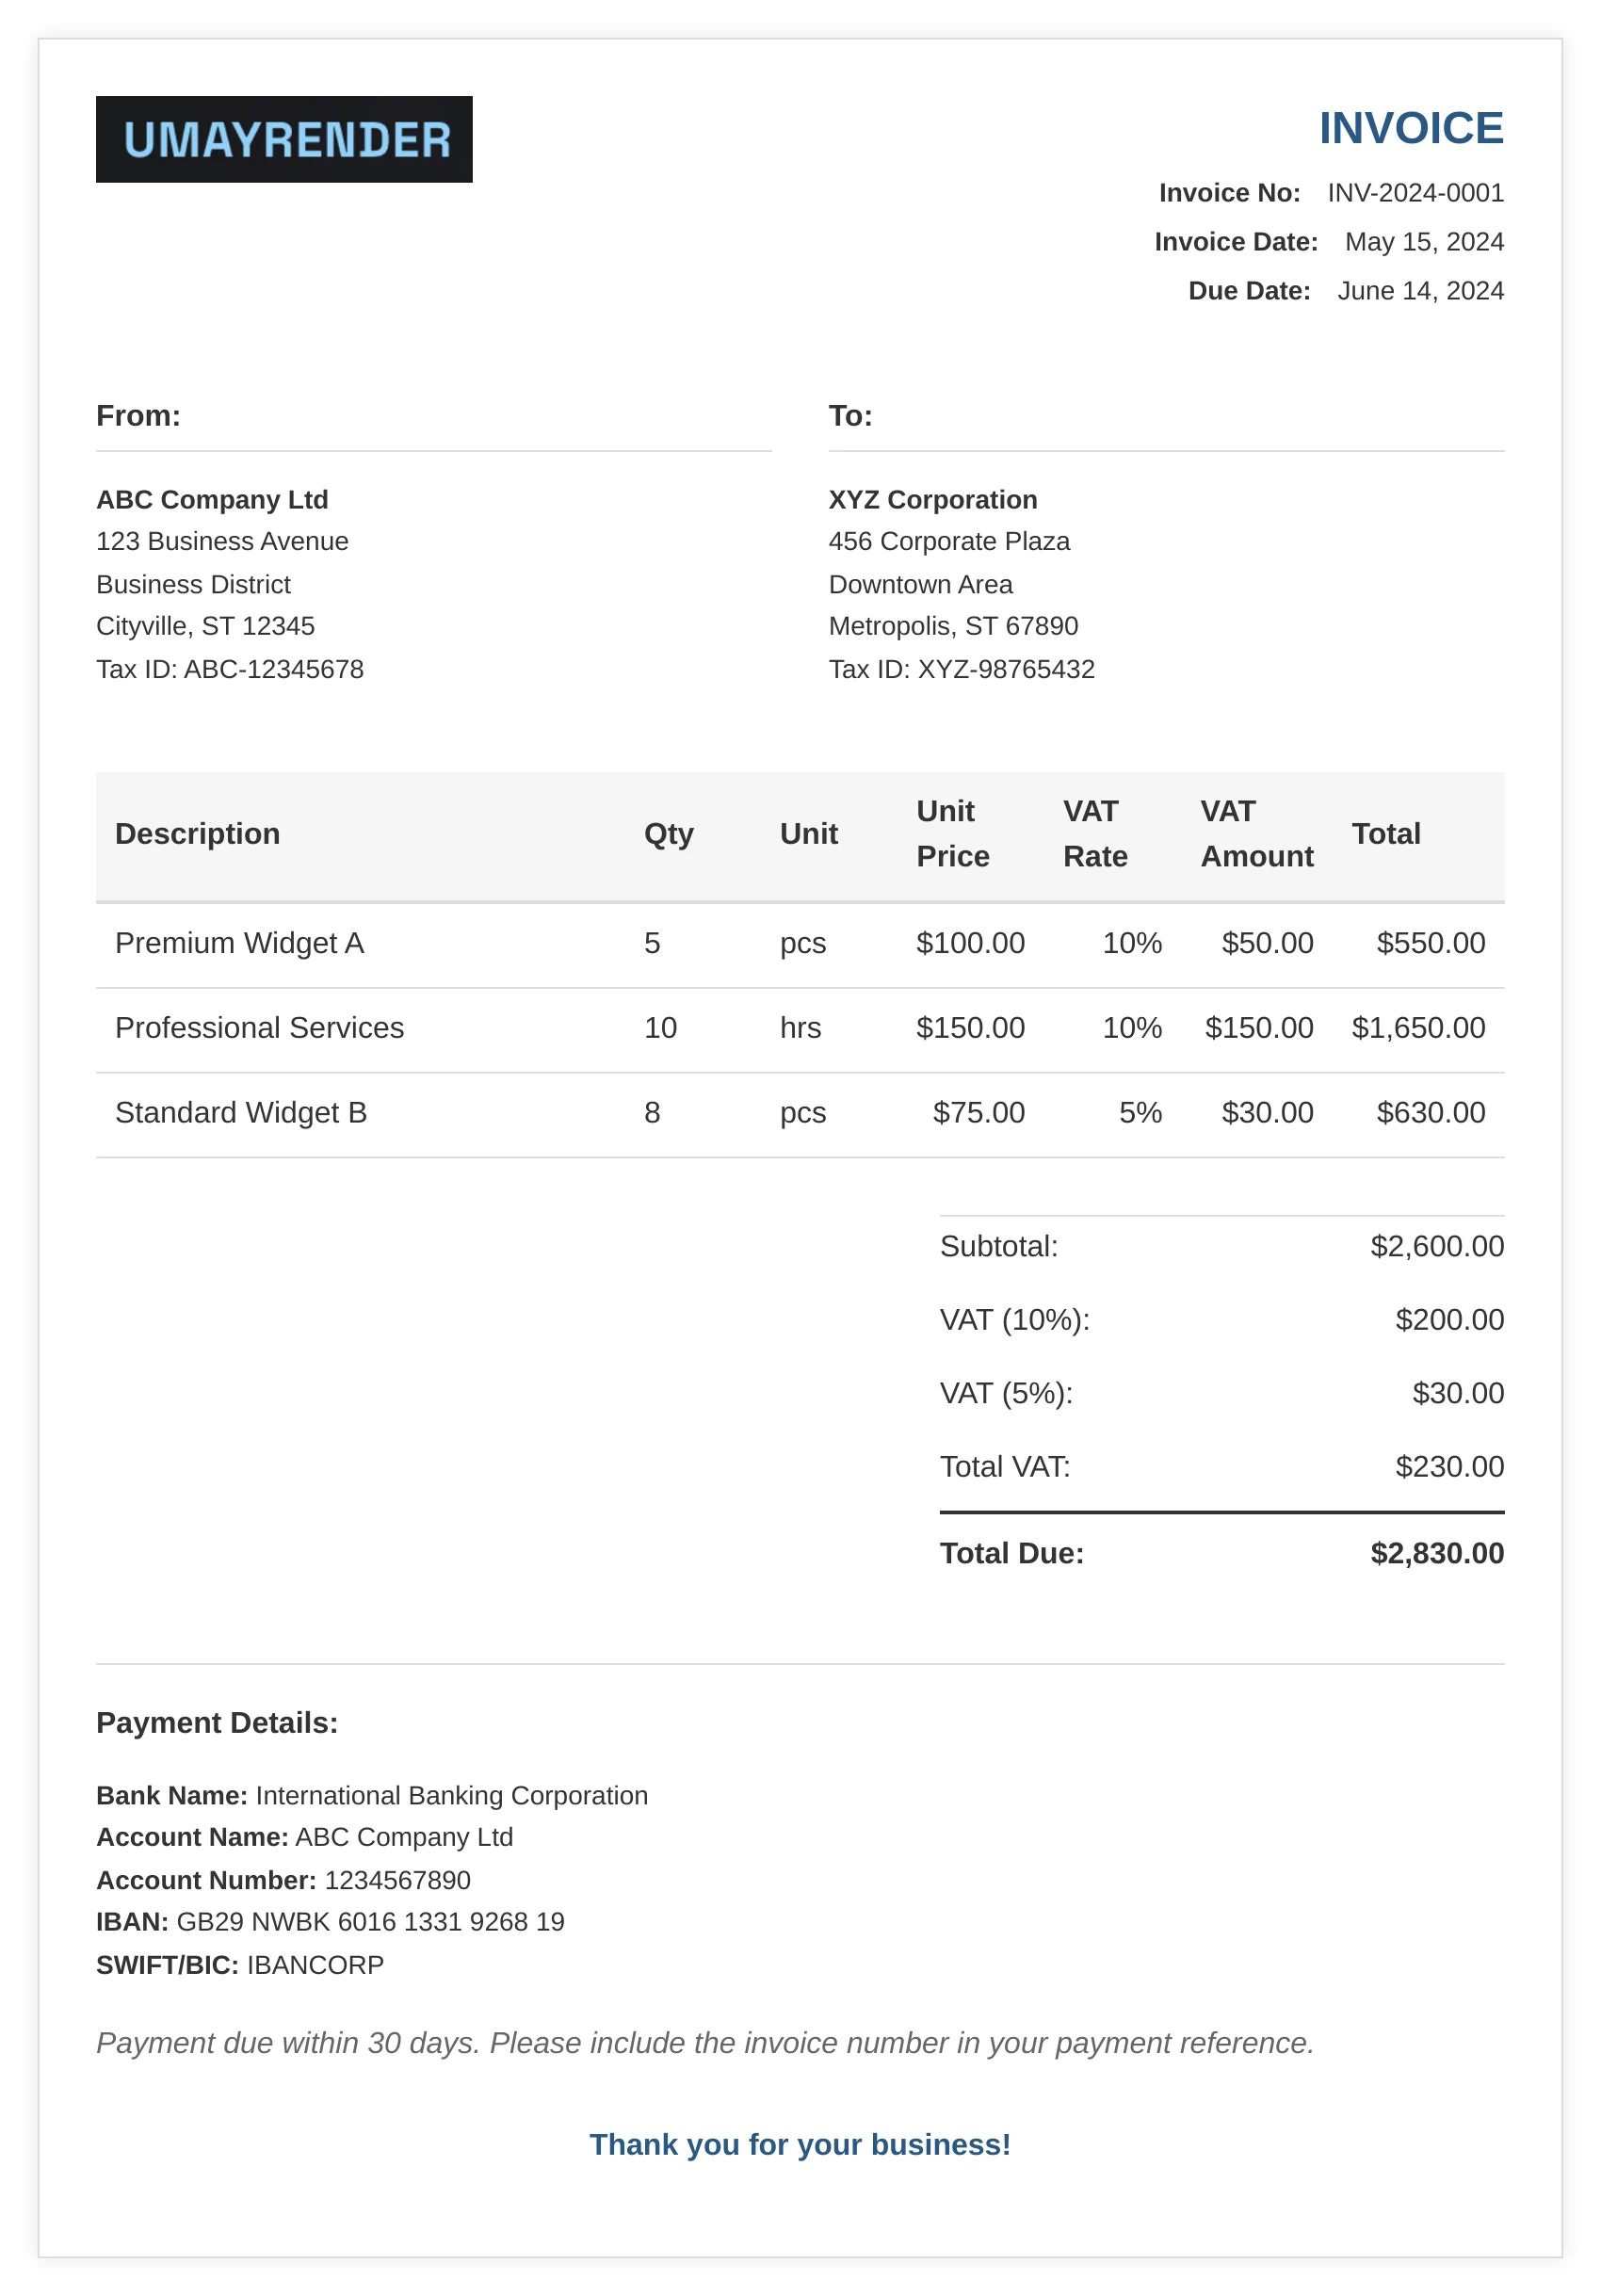 UMAYRENDER
INVOICE
Invoice No: INV-2024-0001
Invoice Date: May 15, 2024
Due Date: June 14, 2024
From:
ABC Company Ltd
123 Business Avenue
Business District
Cityville, ST 12345
Tax ID: ABC-12345678
To:
XYZ Corporation
456 Corporate Plaza
Downtown Area
Metropolis, ST 67890
Tax ID: XYZ-98765432
Description Qty Unit Unit Price VAT Rate VAT Amount Total
Premium Widget A 5 pcs $100.00 10% $50.00 $550.00
Professional Services 10 hrs $150.00 10% $150.00 $1,650.00
Standard Widget B 8 pcs $75.00 5% $30.00 $630.00
Subtotal: $2,600.00
VAT (10%): $200.00
VAT (5%): $30.00
Total VAT: $230.00
Total Due: $2,830.00
Payment Details:
Bank Name: International Banking Corporation
Account Name: ABC Company Ltd
Account Number: 1234567890
IBAN: GB29 NWBK 6016 1331 9268 19
SWIFT/BIC: IBANCORP
Payment due within 30 days. Please include the invoice number in your payment reference.
Thank you for your business!